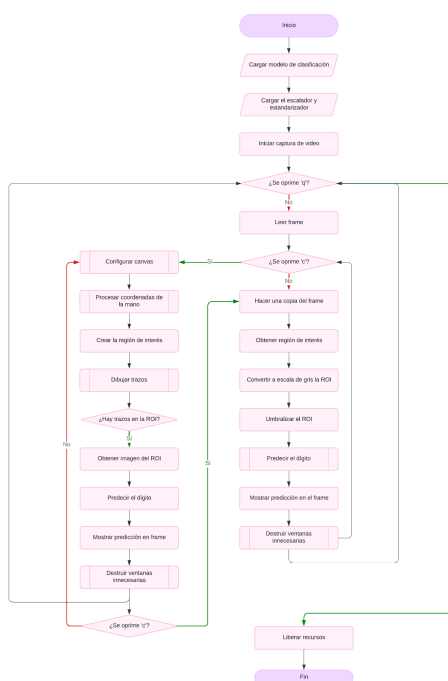 Inicio
Cargar modelo de clasificación
Cargar el escalador y
estandarizador
Iniciar captura de video
¿Se oprime 'q'?
No
Leer frame
¿Se oprime 'c'?
Sí
No
Configurar canvas
Procesar coordenadas de
la mano
Crear la región de interés
Dibujar trazos
¿Hay trazos en la ROI?
No
Sí
Obtener imagen del ROI
Predecir el dígito
Mostrar predicción en frame
Destruir ventanas
innecesarias
¿Se oprime 'c'?
Sí
Hacer una copia del frame
Obtener región de interés
Convertir a escala de gris la ROI
Umbralizar el ROI
Predecir el dígito
Mostrar predicción en el frame
Destruir ventanas
innecesarias
Liberar recursos
Fin